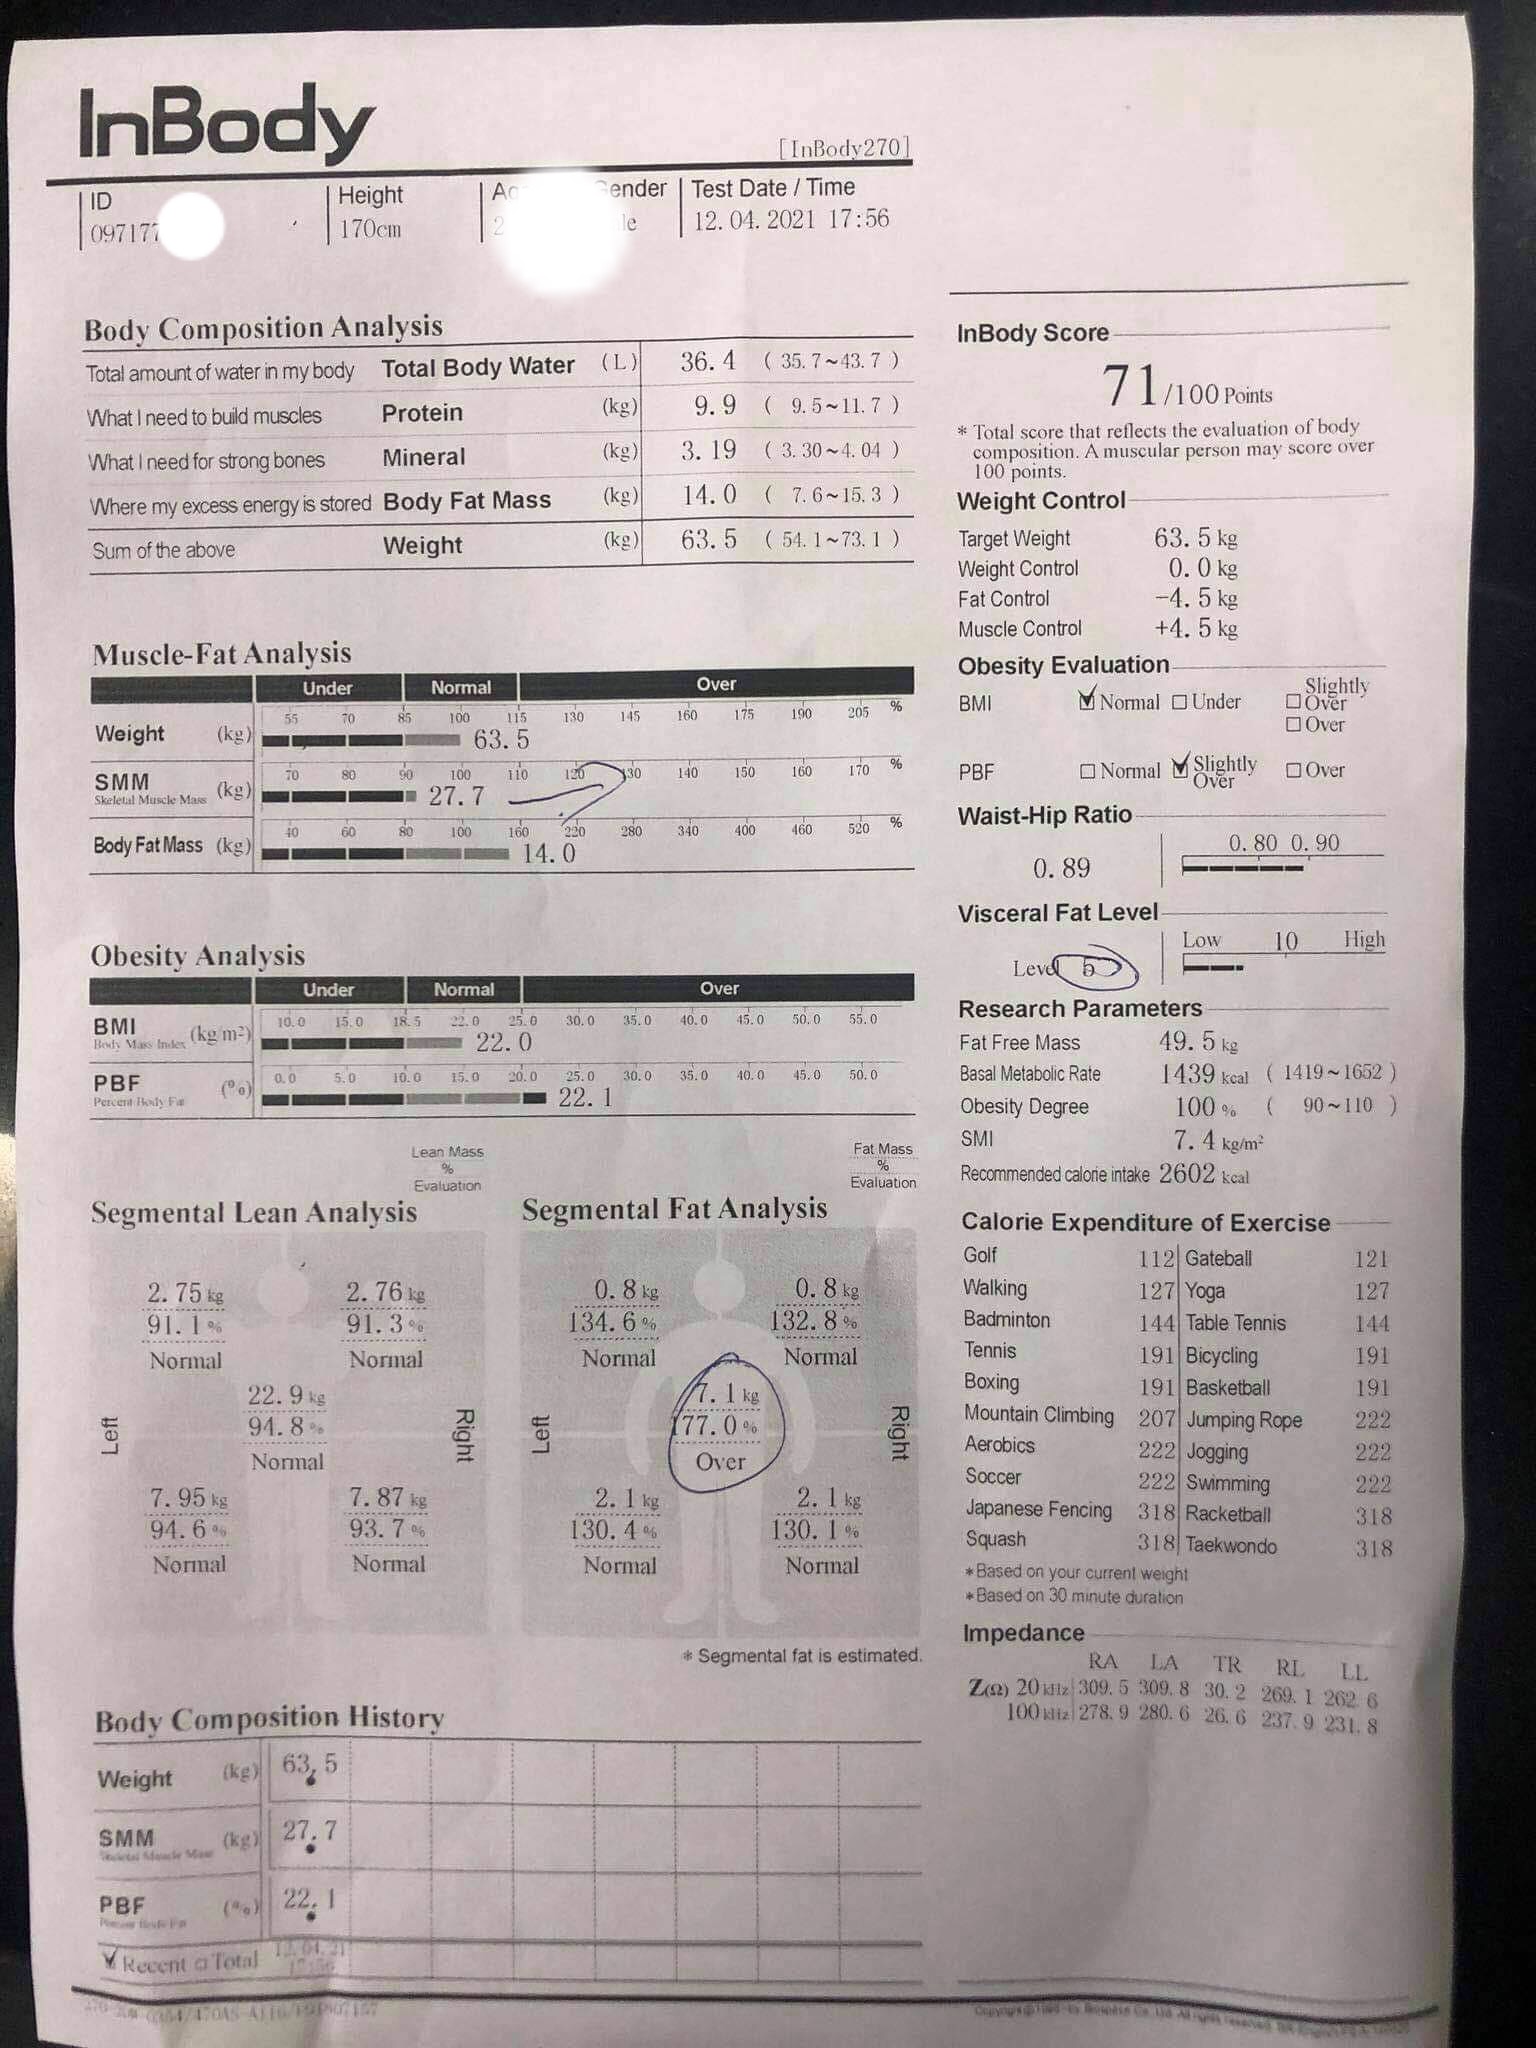 InBody
[InBody270]
ID Height Gender Test Date / Time
097177 170cm 12.04.2021 17:56
Body Composition Analysis
Total amount of water in my body Total Body Water (L) 36.4 (35.7~43.7)
What I need to build muscles Protein (kg) 9.9 (9.5~11.7)
What I need for strong bones Mineral (kg) 3.19 (3.30~4.04)
Where my excess energy is stored Body Fat Mass (kg) 14.0 (7.6~15.3)
Sum of the above Weight (kg) 63.5 (54.1~73.1)
Muscle-Fat Analysis
Under Normal Over
55 70 85 100 115 130 145 160 175 190 205 %
Weight (kg) 63.5
70 80 90 100 110 120 130 140 150 160 170 %
SMM (kg) 27.7
Skeletal Muscle Mass
40 60 80 100 160 220 280 340 400 460 520 %
Body Fat Mass (kg) 14.0
Obesity Analysis
Under Normal Over
10.0 15.0 18.5 22.0 25.0 30.0 35.0 40.0 45.0 50.0 55.0
BMI (kg/m²) 22.0
Body Mass Index
0.0 5.0 10.0 15.0 20.0 25.0 30.0 35.0 40.0 45.0 50.0
PBF (%) 22.1
Percent Body Fat
Lean Mass
%
Evaluation
Segmental Lean Analysis
2.75 kg 2.76 kg
91.1 % 91.3 %
Normal Normal
22.9 kg
94.8 %
Normal
Left Right
7.95 kg 7.87 kg
94.6 % 93.7 %
Normal Normal
Fat Mass
%
Evaluation
Segmental Fat Analysis
0.8 kg 0.8 kg
134.6 % 132.8 %
Normal Normal
7.1 kg
177.0 %
Over
Left Right
2.1 kg 2.1 kg
130.4 % 130.1 %
Normal Normal
* Segmental fat is estimated.
Body Composition History
Weight (kg) 63.5
SMM (kg) 27.7
Skeletal Muscle Mass
PBF (%) 22.1
Percent Body Fat
Recent Total 12.04.21
InBody Score
71/100 Points
* Total score that reflects the evaluation of body
composition. A muscular person may score over
100 points.
Weight Control
Target Weight 63.5 kg
Weight Control 0.0 kg
Fat Control -4.5 kg
Muscle Control +4.5 kg
Obesity Evaluation
BMI Normal Under Slightly Over
Over
PBF Normal Slightly Over Over
Waist-Hip Ratio
0.89 0.80 0.90
Visceral Fat Level
Level 5 Low 10 High
Research Parameters
Fat Free Mass 49.5 kg
Basal Metabolic Rate 1439 kcal (1419~1652)
Obesity Degree 100 % (90~110)
SMI 7.4 kg/m²
Recommended calorie intake 2602 kcal
Calorie Expenditure of Exercise
Golf 112 Gateball 121
Walking 127 Yoga 127
Badminton 144 Table Tennis 144
Tennis 191 Bicycling 191
Boxing 191 Basketball 191
Mountain Climbing 207 Jumping Rope 222
Aerobics 222 Jogging 222
Soccer 222 Swimming 222
Japanese Fencing 318 Racketball 318
Squash 318 Taekwondo 318
*Based on your current weight
*Based on 30 minute duration
Impedance
RA LA TR RL LL
Z(Ω) 20 kHz 309.5 309.8 30.2 269.1 262.6
100 kHz 278.9 280.6 26.6 237.9 231.8